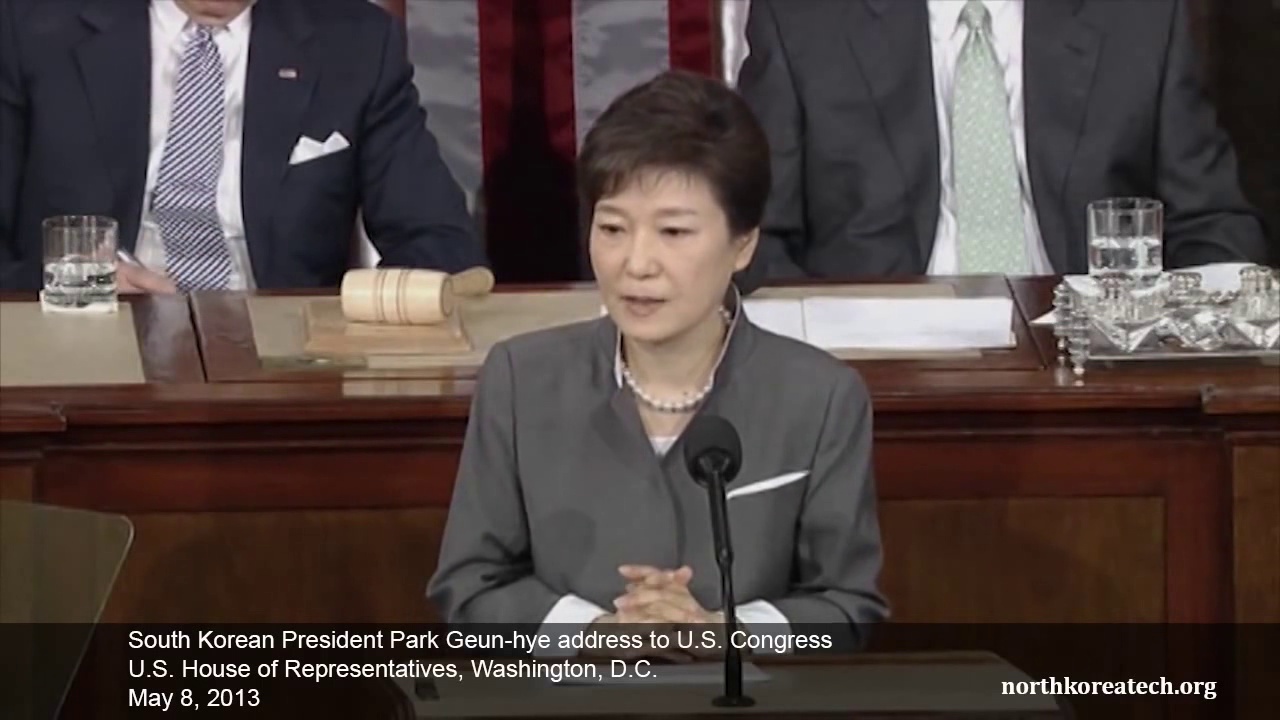 South Korean President Park Geun-hye address to U.S. Congress
U.S. House of Representatives, Washington, D.C.
May 8, 2013
northkoreatech.org